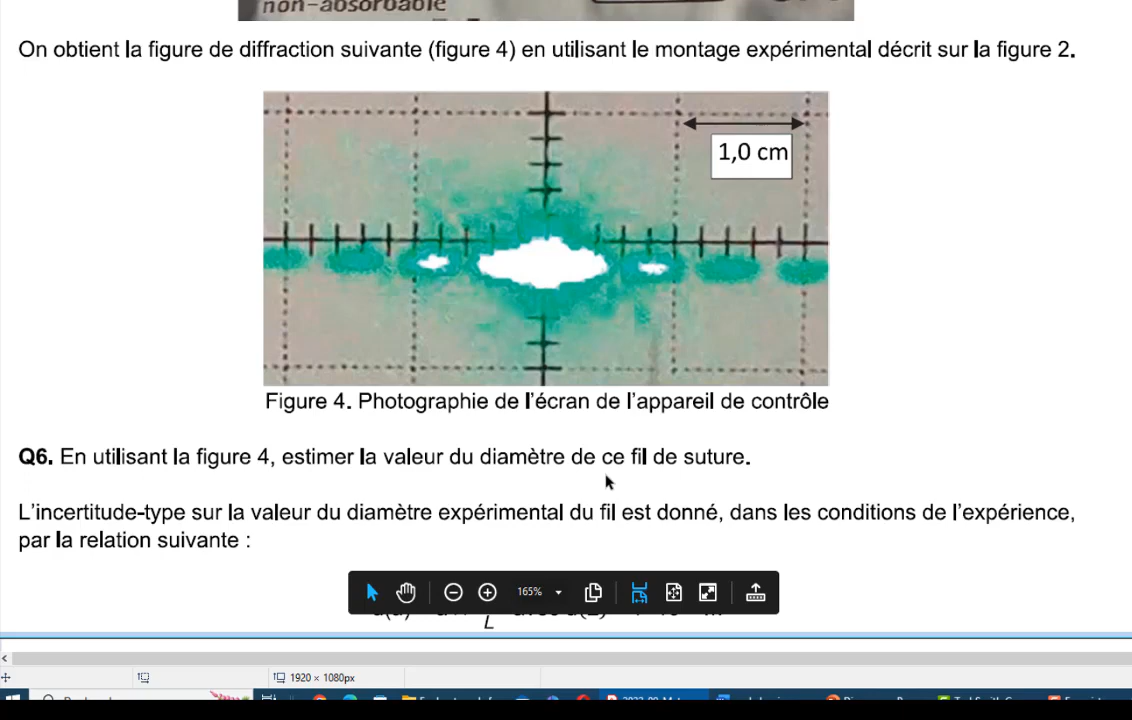 non-absorbable
On obtient la figure de diffraction suivante (figure 4) en utilisant le montage expérimental décrit sur la figure 2.
1,0 cm
Figure 4. Photographie de l'écran de l'appareil de contrôle
Q6. En utilisant la figure 4, estimer la valeur du diamètre de ce fil de suture.
L'incertitude-type sur la valeur du diamètre expérimental du fil est donné, dans les conditions de l'expérience,
par la relation suivante :
165%
L
1920 × 1080px